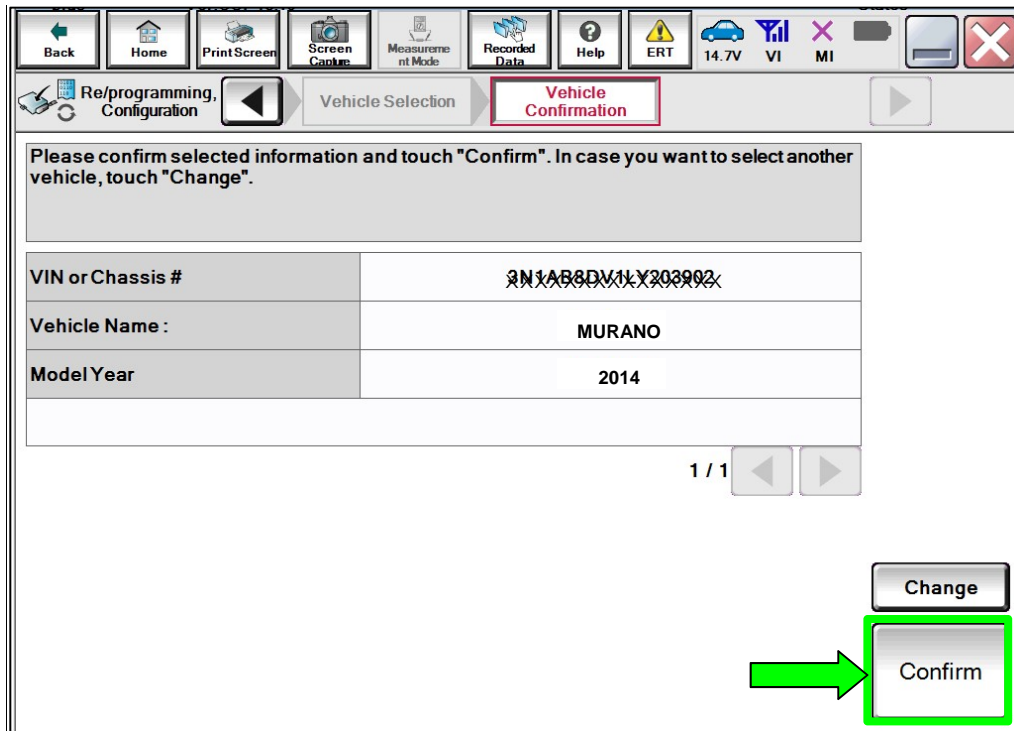 Back
Home
Print Screen
Screen
Capture
Measureme
nt Mode
Recorded
Data
Help
ERT
14.7V
VI
MI
Re/programming,
Configuration
Vehicle Selection
Vehicle
Confirmation
Please confirm selected information and touch "Confirm". In case you want to select another
vehicle, touch "Change".
VIN or Chassis #
Vehicle Name :
MURANO
Model Year
2014
1 / 1
Change
Confirm